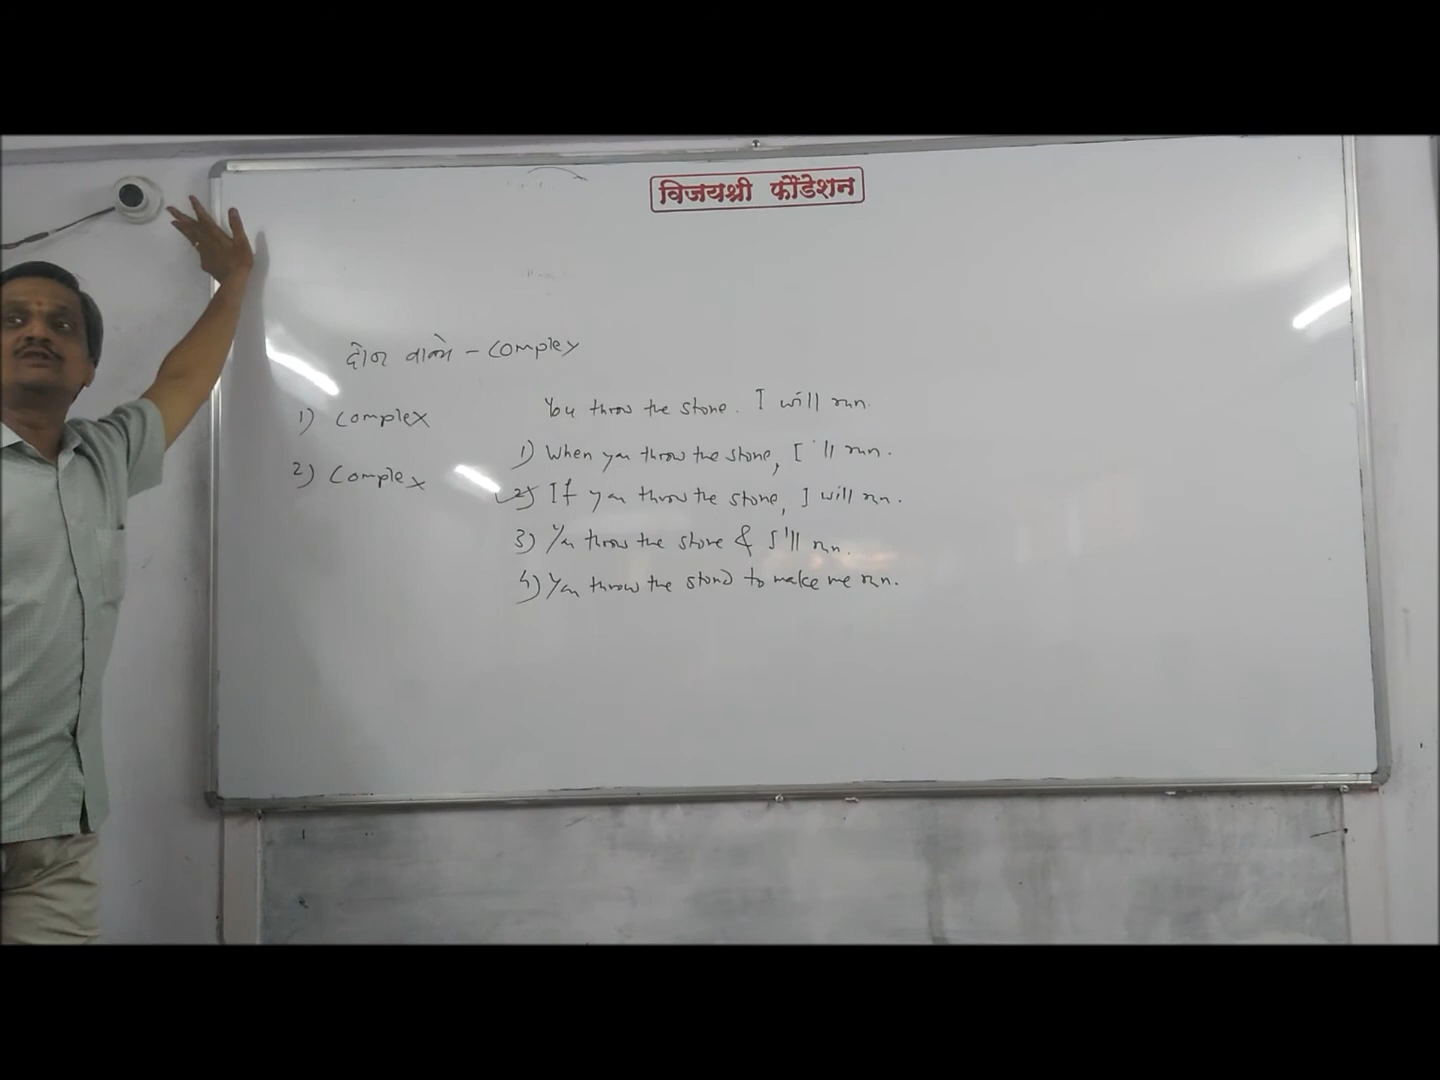 विजयश्री फौंडेशन
दोन वाक्य - complex
1) complex
2) complex
You throw the stone. I will run.
1) When you throw the stone, I'll run.
2) If you throw the stone, I will run.
3) You throw the stone & I'll run.
4) You throw the stone to make me run.